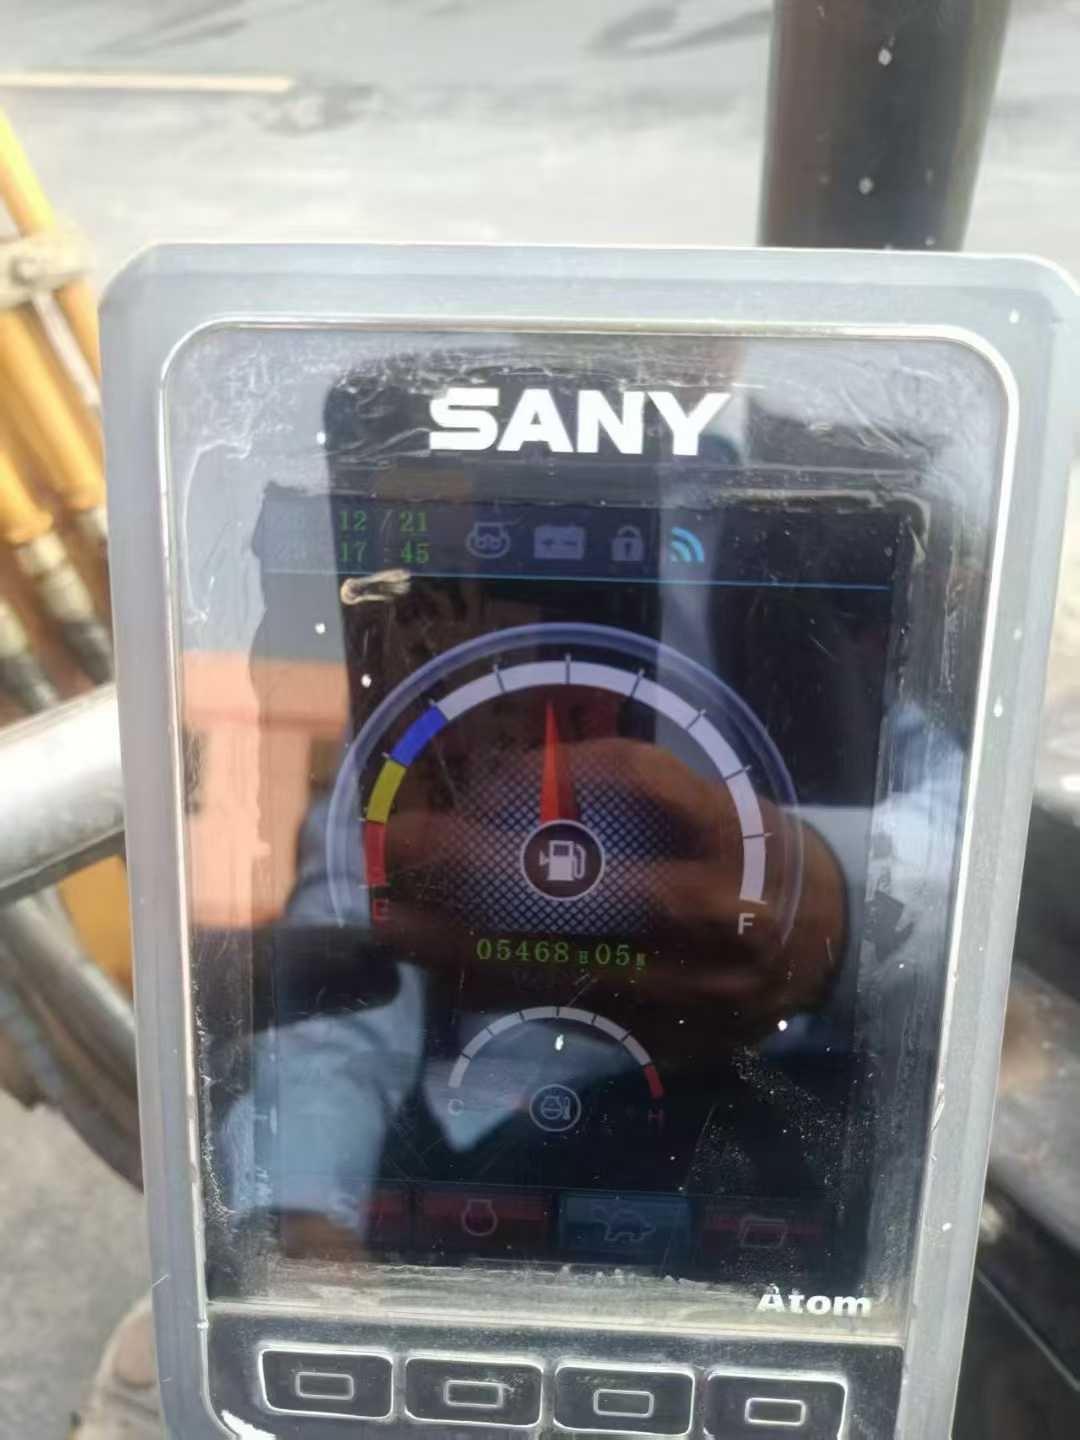 SANY
12 / 21
17 : 45
E
F
05468 H 05 M
C
H
Atom